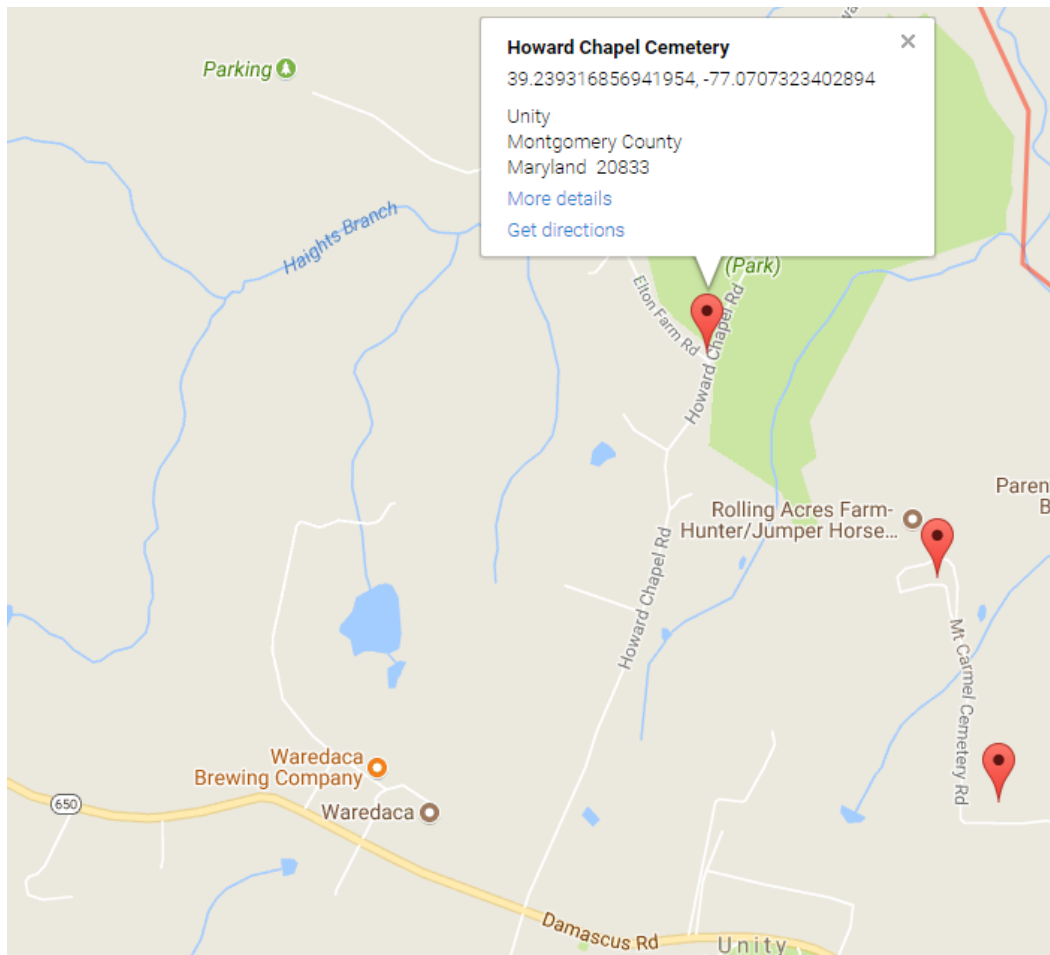 Howard Chapel Cemetery
39.239316856941954, -77.0707323402894
Unity
Montgomery County
Maryland 20833
More details
Get directions
Parking
Haights Branch
(Park)
Elton Farm Rd
Howard Chapel Rd
Rolling Acres Farm-
Hunter/Jumper Horse...
Paren
B
Howard Chapel Rd
Mt Carmel Cemetery Rd
Waredaca
Brewing Company
650
Waredaca
Damascus Rd
Unity